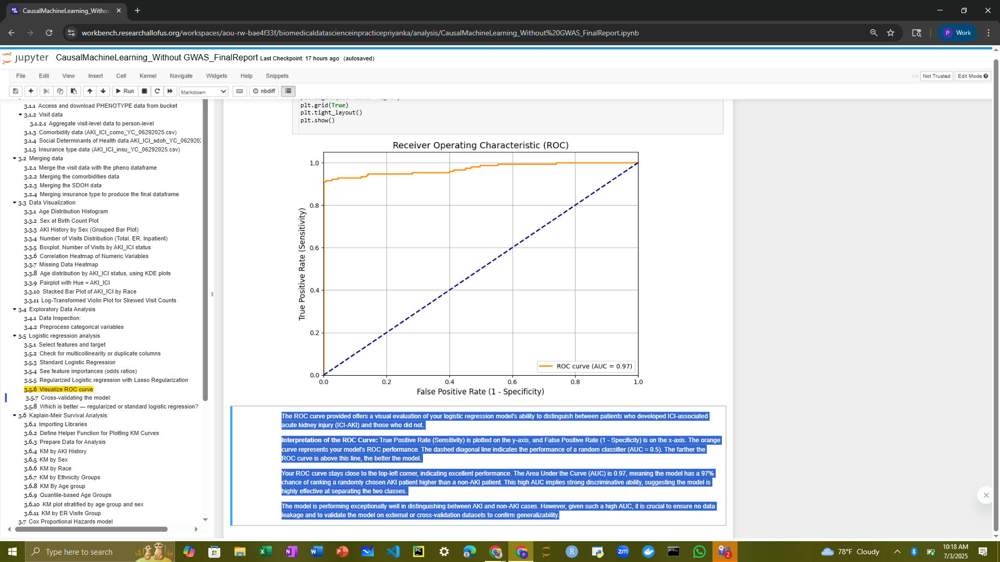 CausalMachineLearning_Withou
workbench.researchallofus.org/workspaces/aou-rw-bae4f33f/biomedicaldatascienceinpracticepriyanka/analysis/CausalMachineLearning_Without%20GWAS_FinalReport.ipynb
P Work
jupyter CausalMachineLearning_Without GWAS_FinalReport Last Checkpoint: 17 hours ago (autosaved)
File Edit View Insert Cell Kernel Navigate Widgets Help Snippets
Not Trusted Edit Mode
Run Markdown nbdiff
3.1.1 Access and download PHENOTYPE data from bucket
3.1.2 Visit data
3.1.2.1 Aggregate visit-level data to person-level
3.1.3 Comorbidity data (AKI_ICI_como_YC_06292025.csv)
3.1.4 Social Determinants of Health data AKI_ICI_sdoh_YC_06292025
3.1.5 Insurance type data (AKI_ICI_insu_YC_06292025.csv)
3.2 Merging data
3.2.1 Merge the visit data with the pheno dataframe
3.2.2 Merging the comorbidities data
3.2.3 Merging the SDOH data
3.2.4 Merging insurance type to produce the final dataframe
3.3 Data Visualization
3.3.1 Age Distribution Histogram
3.3.2 Sex at Birth Count Plot
3.3.3 AKI History by Sex (Grouped Bar Plot)
3.3.4 Number of Visits Distribution (Total, ER, Inpatient)
3.3.5 Boxplot: Number of Visits by AKI_ICI status
3.3.6 Correlation Heatmap of Numeric Variables
3.3.7 Missing Data Heatmap
3.3.8 Age distribution by AKI_ICI status, using KDE plots
3.3.9 Pairplot with Hue = AKI_ICI
3.3.10 Stacked Bar Plot of AKI_ICI by Race
3.3.11 Log-Transformed Violin Plot for Skewed Visit Counts
3.4 Exploratory Data Analysis
3.4.1 Data Inspection:
3.4.2 Preprocess categorical variables
3.5 Logistic regression analysis
3.5.1 Select features and target
3.5.2 Check for multicollinearity or duplicate columns
3.5.3 Standard Logistic Regression
3.5.4 See feature importances (odds ratios)
3.5.5 Regularized Logistic regression with Lasso Regularization
3.5.6 Visualize ROC curve
3.5.7 Cross-validating the model:
3.5.8 Which is better — regularized or standard logistic regression?
3.6 Kaplain-Meir Survival Analysis:
3.6.1 Importing Libraries
3.6.2 Define Helper Function for Plotting KM Curves
3.6.3 Prepare Data for Analysis
3.6.4 KM by AKI History
3.6.5 KM by Sex
3.6.6 KM by Race
3.6.7 KM by Ethnicity Groups
3.6.8 KM By Age group
3.6.9 Quantile-based Age Groups
3.6.10 KM plot stratified by age group and sex
3.6.11 KM by ER Visits Group
3.7 Cox Proportional Hazards model
plt.grid(True)
plt.tight_layout()
plt.show()
Receiver Operating Characteristic (ROC)
1.0
0.8
0.6
0.4
0.2
0.0
True Positive Rate (Sensitivity)
ROC curve (AUC = 0.97)
0.0 0.2 0.4 0.6 0.8 1.0
False Positive Rate (1 - Specificity)
The ROC curve provided offers a visual evaluation of your logistic regression model's ability to distinguish between patients who developed ICI-associated
acute kidney injury (ICI-AKI) and those who did not.
Interpretation of the ROC Curve: True Positive Rate (Sensitivity) is plotted on the y-axis, and False Positive Rate (1 - Specificity) is on the x-axis. The orange
curve represents your model's ROC performance. The dashed diagonal line indicates the performance of a random classifier (AUC = 0.5). The farther the
ROC curve is above this line, the better the model.
Your ROC curve stays close to the top-left corner, indicating excellent performance. The Area Under the Curve (AUC) is 0.97, meaning the model has a 97%
chance of ranking a randomly chosen AKI patient higher than a non-AKI patient. This high AUC implies strong discriminative ability, suggesting the model is
highly effective at separating the two classes.
The model is performing exceptionally well in distinguishing between AKI and non-AKI cases. However, given such a high AUC, it is crucial to ensure no data
leakage and to validate the model on external or cross-validation datasets to confirm generalizability.
Type here to search
78°F Cloudy
10:18 AM
7/3/2025